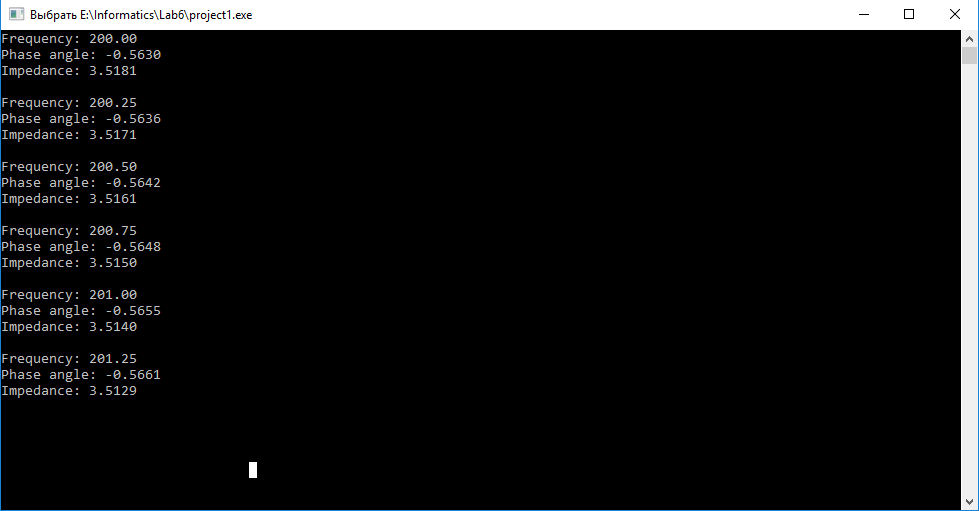 Выбрать E:\Informatics\Lab6\project1.exe
Frequency: 200.00
Phase angle: -0.5630
Impedance: 3.5181
Frequency: 200.25
Phase angle: -0.5636
Impedance: 3.5171
Frequency: 200.50
Phase angle: -0.5642
Impedance: 3.5161
Frequency: 200.75
Phase angle: -0.5648
Impedance: 3.5150
Frequency: 201.00
Phase angle: -0.5655
Impedance: 3.5140
Frequency: 201.25
Phase angle: -0.5661
Impedance: 3.5129